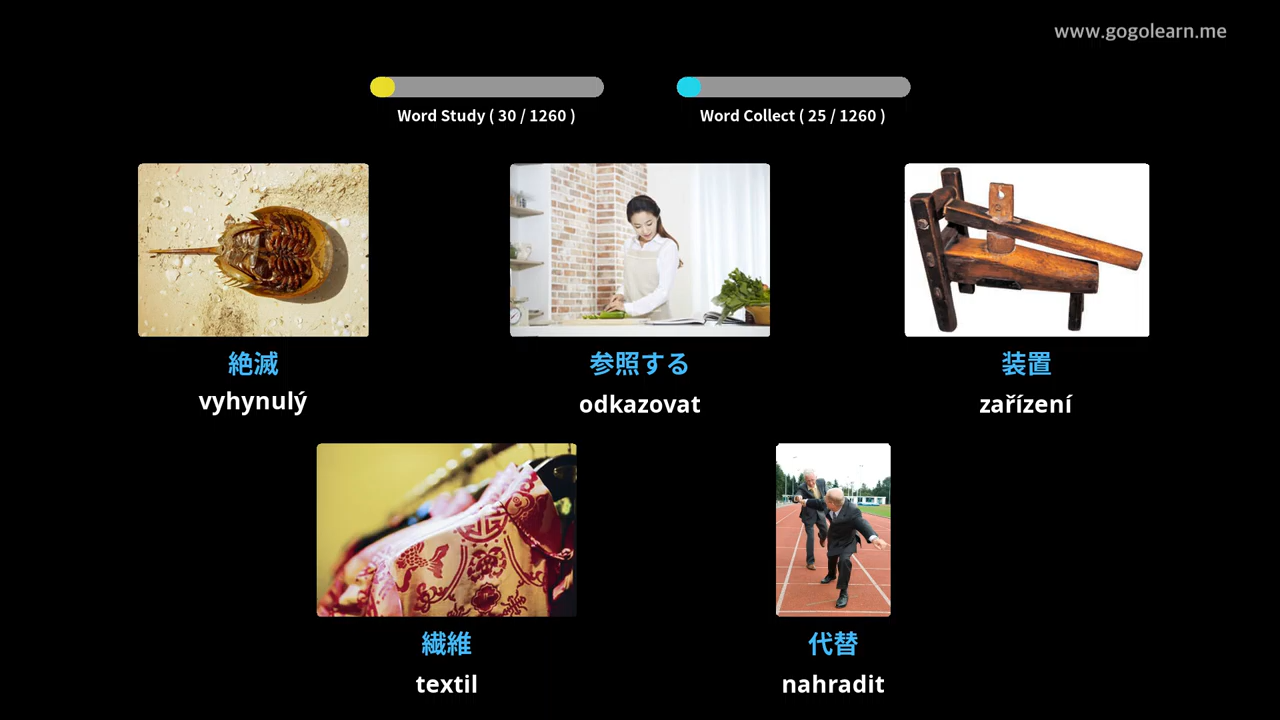 www.gogolearn.me
Word Study ( 30 / 1260 )
Word Collect ( 25 / 1260 )
絶滅
vyhynulý
参照する
odkazovat
装置
zařízení
繊維
textil
代替
nahradit